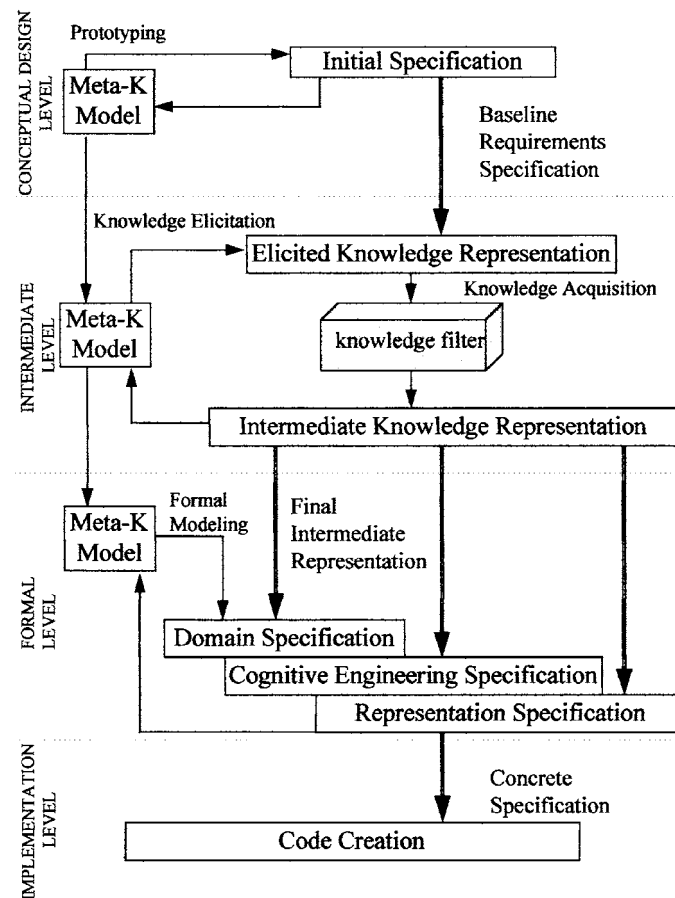 CONCEPTUAL DESIGN
LEVEL
Prototyping
Meta-K
Model
Initial Specification
Baseline
Requirements
Specification
INTERMEDIATE
LEVEL
Knowledge Elicitation
Elicited Knowledge Representation
Knowledge Acquisition
Meta-K
Model
knowledge filter
Intermediate Knowledge Representation
FORMAL
LEVEL
Meta-K
Model
Formal
Modeling
Final
Intermediate
Representation
Domain Specification
Cognitive Engineering Specification
Representation Specification
IMPLEMENTATION
LEVEL
Concrete
Specification
Code Creation